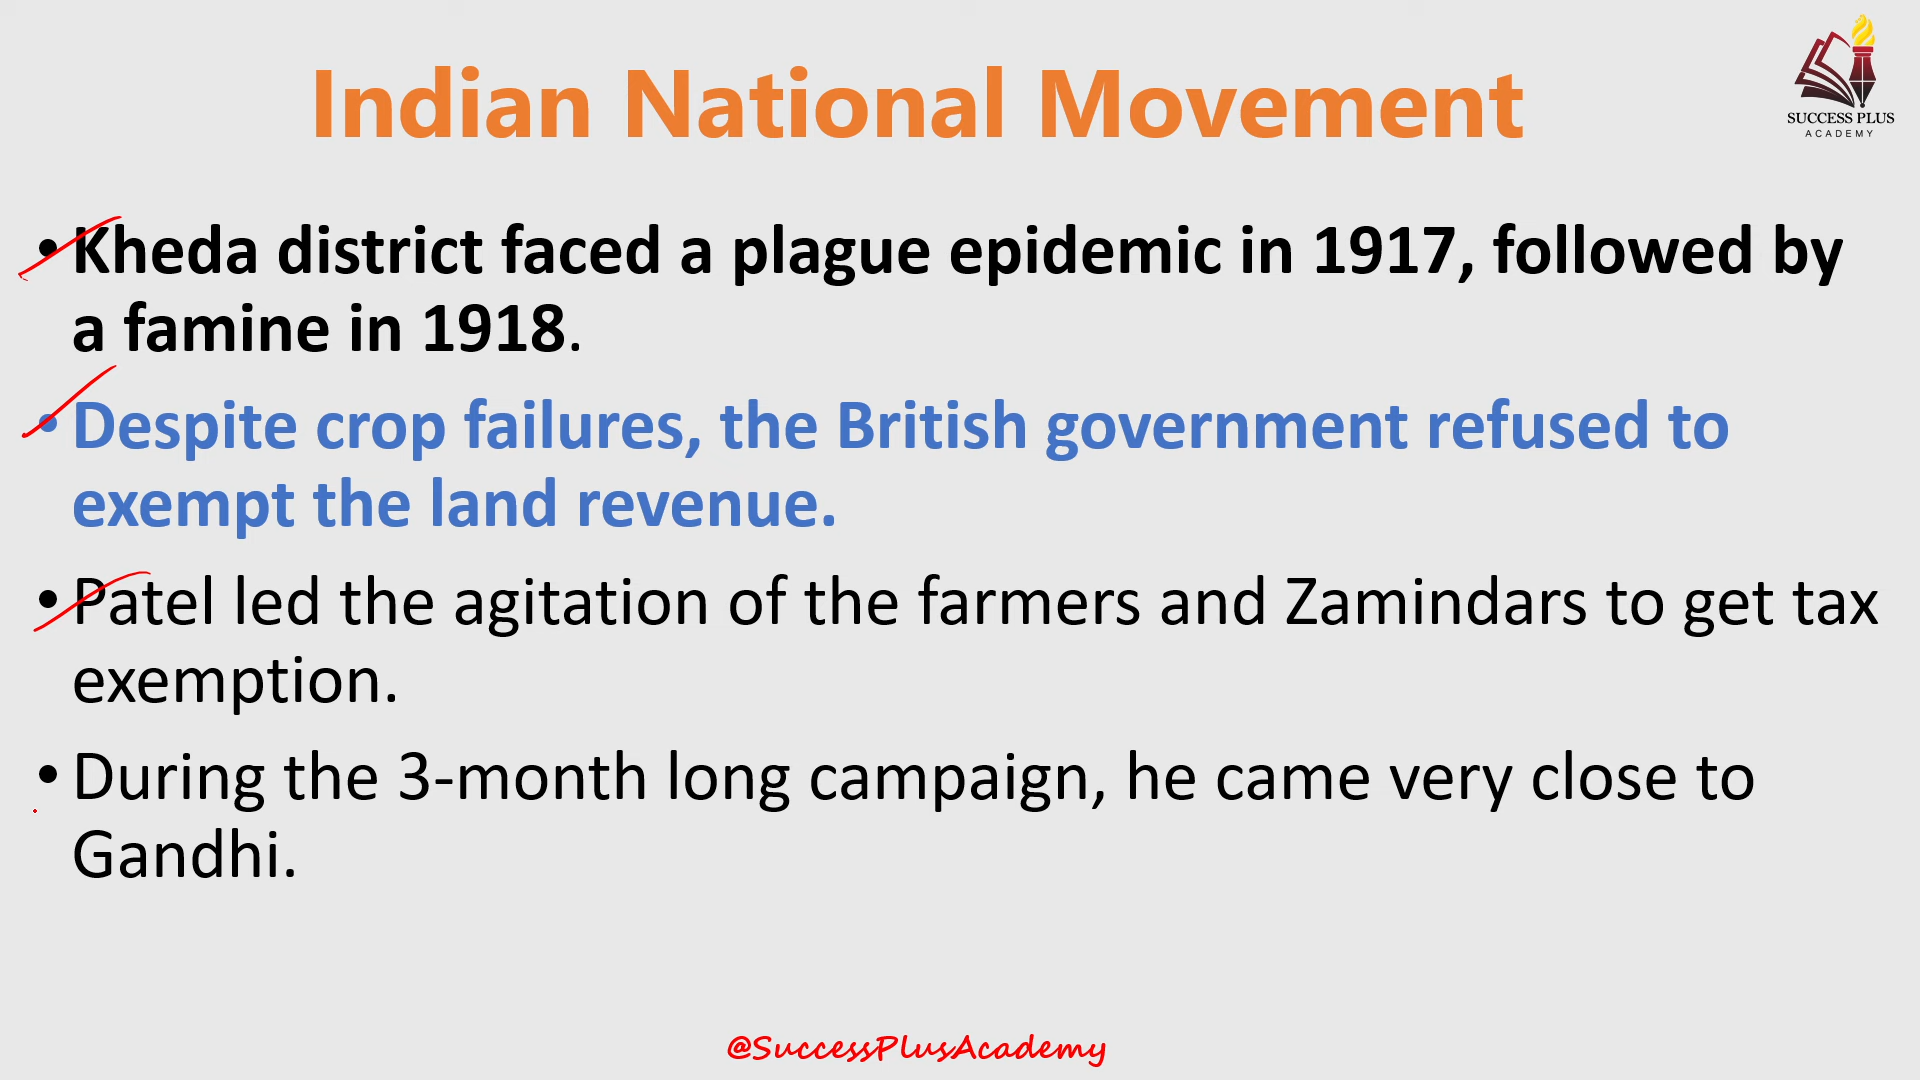 Indian National Movement
SUCCESS PLUS
ACADEMY
• Kheda district faced a plague epidemic in 1917, followed by
a famine in 1918.
• Despite crop failures, the British government refused to
exempt the land revenue.
• Patel led the agitation of the farmers and Zamindars to get tax
exemption.
• During the 3-month long campaign, he came very close to
Gandhi.
@SuccessPlusAcademy